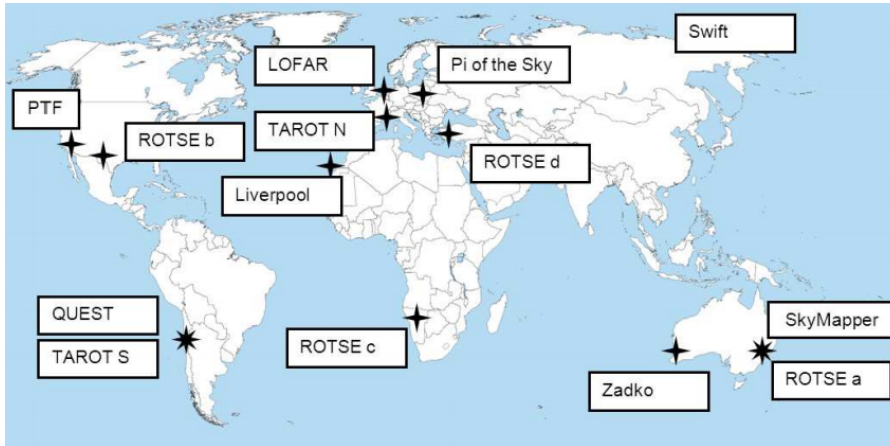 Swift
LOFAR
Pi of the Sky
PTF
ROTSE b
TAROT N
ROTSE d
Liverpool
QUEST
SkyMapper
TAROT S
ROTSE c
Zadko
ROTSE a